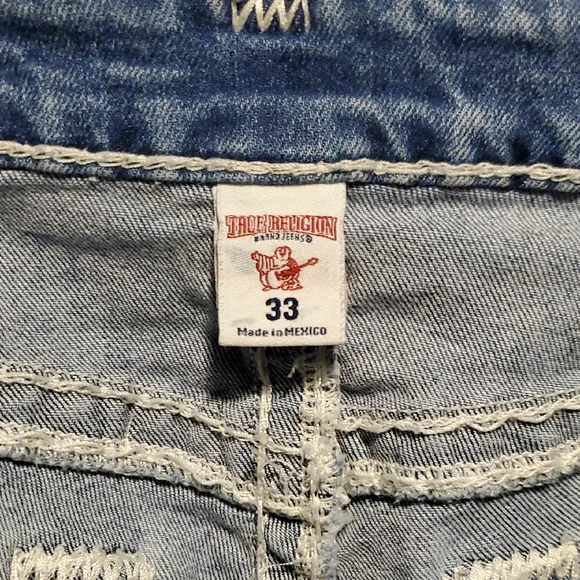 TRUE RELIGION
BRAND JEANS®
33
Made in MEXICO